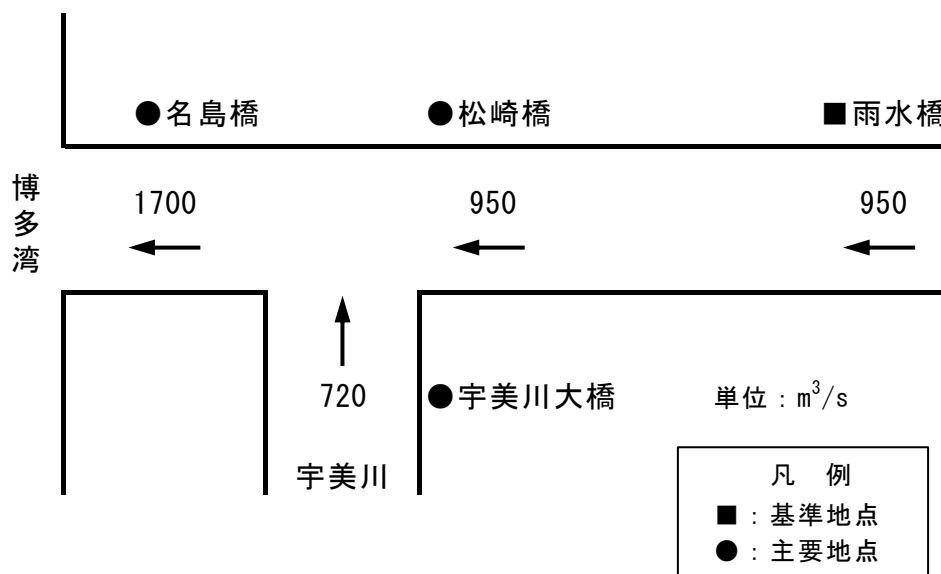 ●名島橋 ●松崎橋 ■雨水橋
博多湾
1700 950 950
720 ●宇美川大橋 単位：m³/s
宇美川
凡 例
■：基準地点
●：主要地点